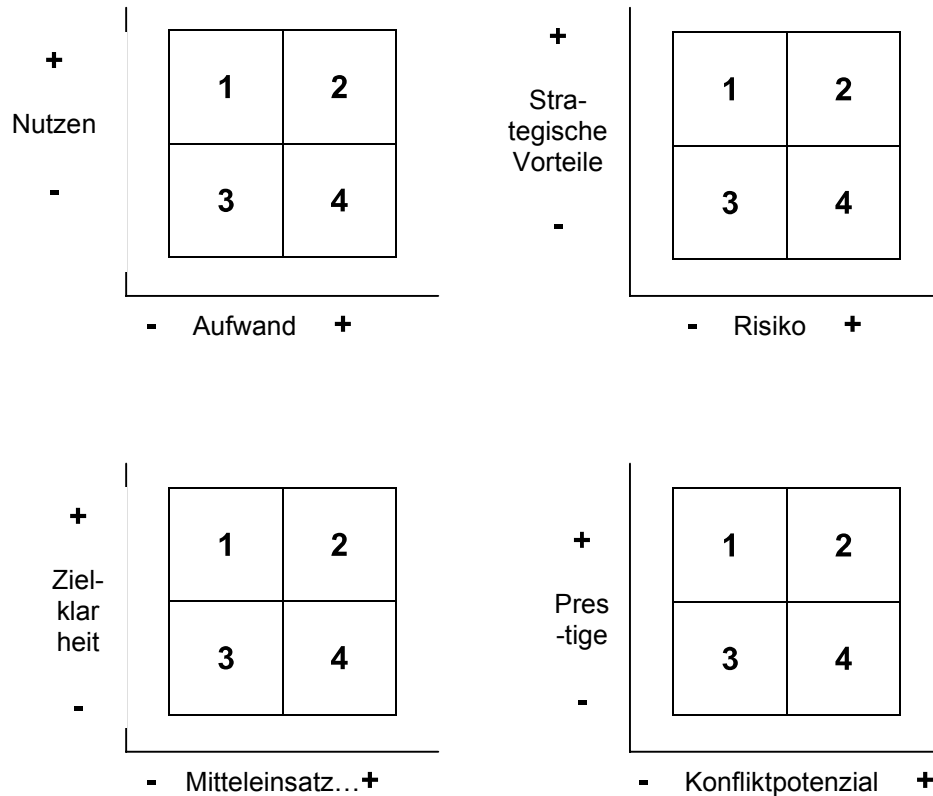 +
Nutzen
-
1 2
3 4
- Aufwand +
+
Stra-
tegische
Vorteile
-
1 2
3 4
- Risiko +
+
Ziel-
klar
heit
-
1 2
3 4
- Mitteleinsatz…+
+
Pres
-tige
-
1 2
3 4
- Konfliktpotenzial +